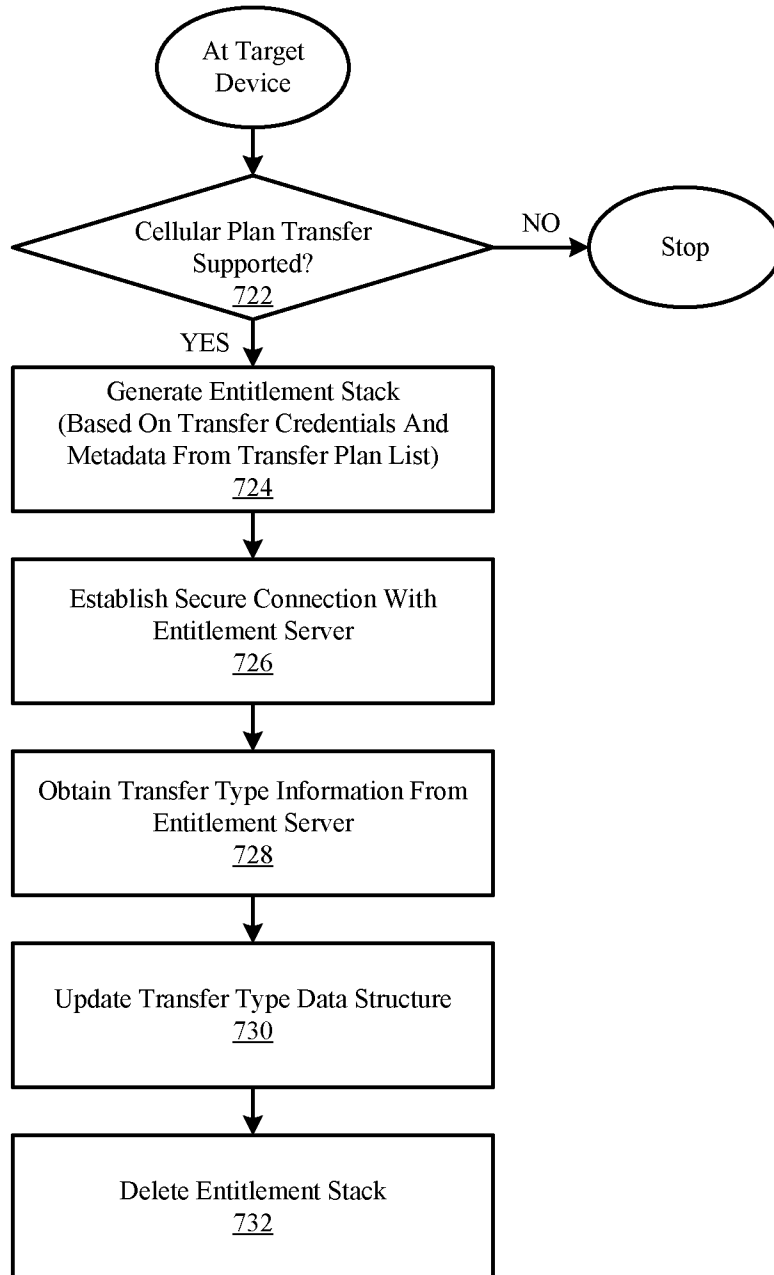 At Target
Device
Cellular Plan Transfer
Supported?
722
NO
Stop
YES
Generate Entitlement Stack
(Based On Transfer Credentials And
Metadata From Transfer Plan List)
724
Establish Secure Connection With
Entitlement Server
726
Obtain Transfer Type Information From
Entitlement Server
728
Update Transfer Type Data Structure
730
Delete Entitlement Stack
732